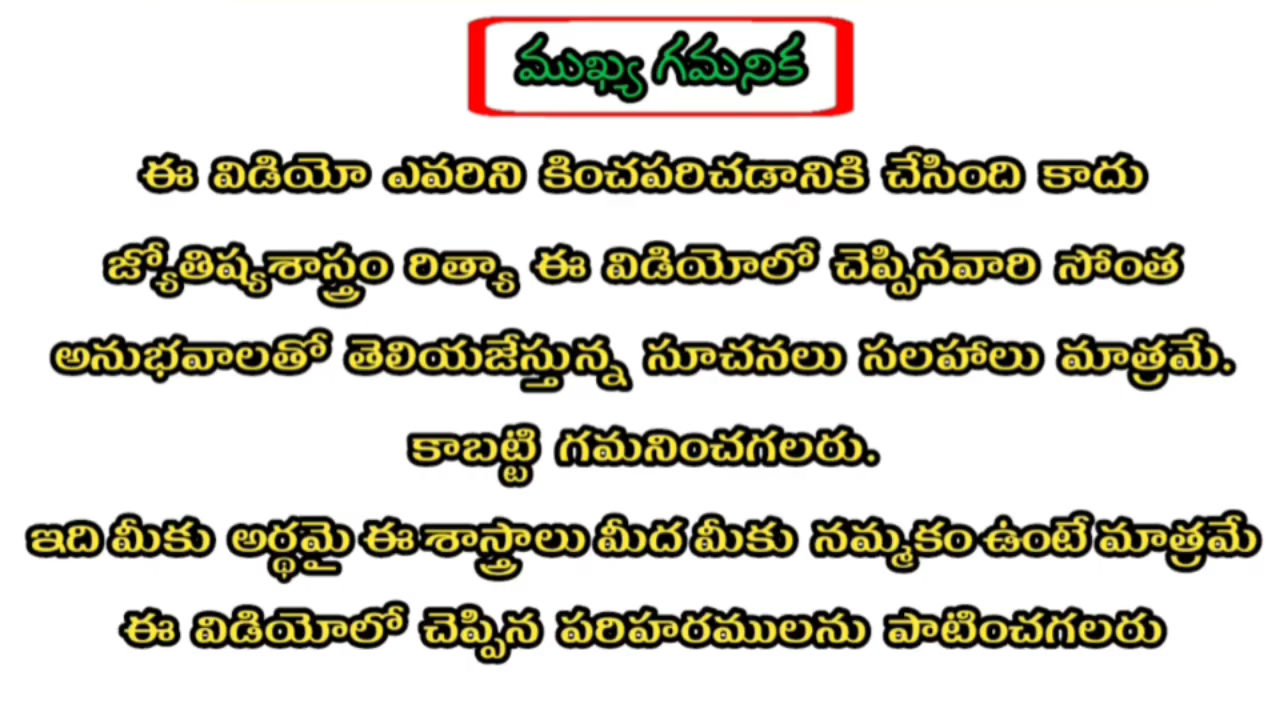 ముఖ్య గమనిక
ఈ విడియో ఎవరిని కించపరిచడానికి చేసింది కాదు
జ్యోతిష్యశాస్త్రం రిత్యా ఈ విడియోలో చెప్పినవారి సోంత
అనుభవాలతో తెలియజేస్తున్న సూచనలు సలహాలు మాత్రమే.
కాబట్టి గమనించగలరు.
ఇది మీకు అర్థమై ఈ శాస్త్రాలు మీద మీకు నమ్మకం ఉంటే మాత్రమే
ఈ విడియోలో చెప్పిన పరిహరములను పాటించగలరు